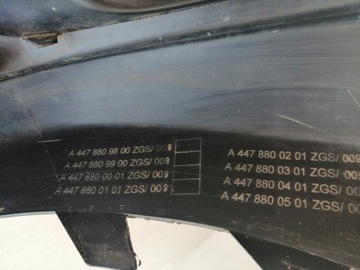 A 447 880 98 00 ZGS/ 009
A 447 880 99 00 ZGS/ 009
A 447 880 00 01 ZGS/ 009
A 447 880 01 01 ZGS/ 009
A 447 880 02 01 ZGS/ 009
A 447 880 03 01 ZGS/ 009
A 447 880 04 01 ZGS/ 009
A 447 880 05 01 ZGS/ 009